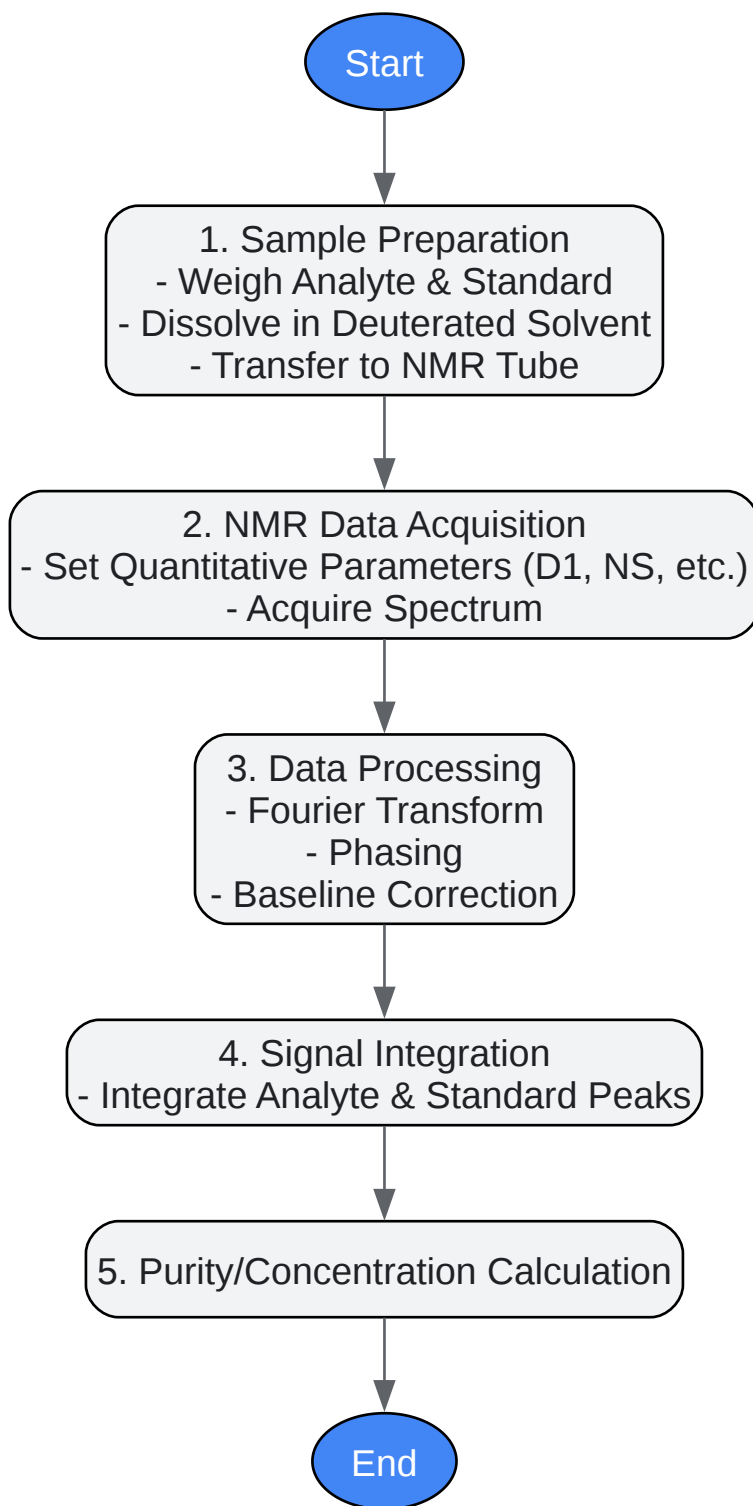 Start
1. Sample Preparation
- Weigh Analyte & Standard
- Dissolve in Deuterated Solvent
- Transfer to NMR Tube
2. NMR Data Acquisition
- Set Quantitative Parameters (D1, NS, etc.)
- Acquire Spectrum
3. Data Processing
- Fourier Transform
- Phasing
- Baseline Correction
4. Signal Integration
- Integrate Analyte & Standard Peaks
5. Purity/Concentration Calculation
End